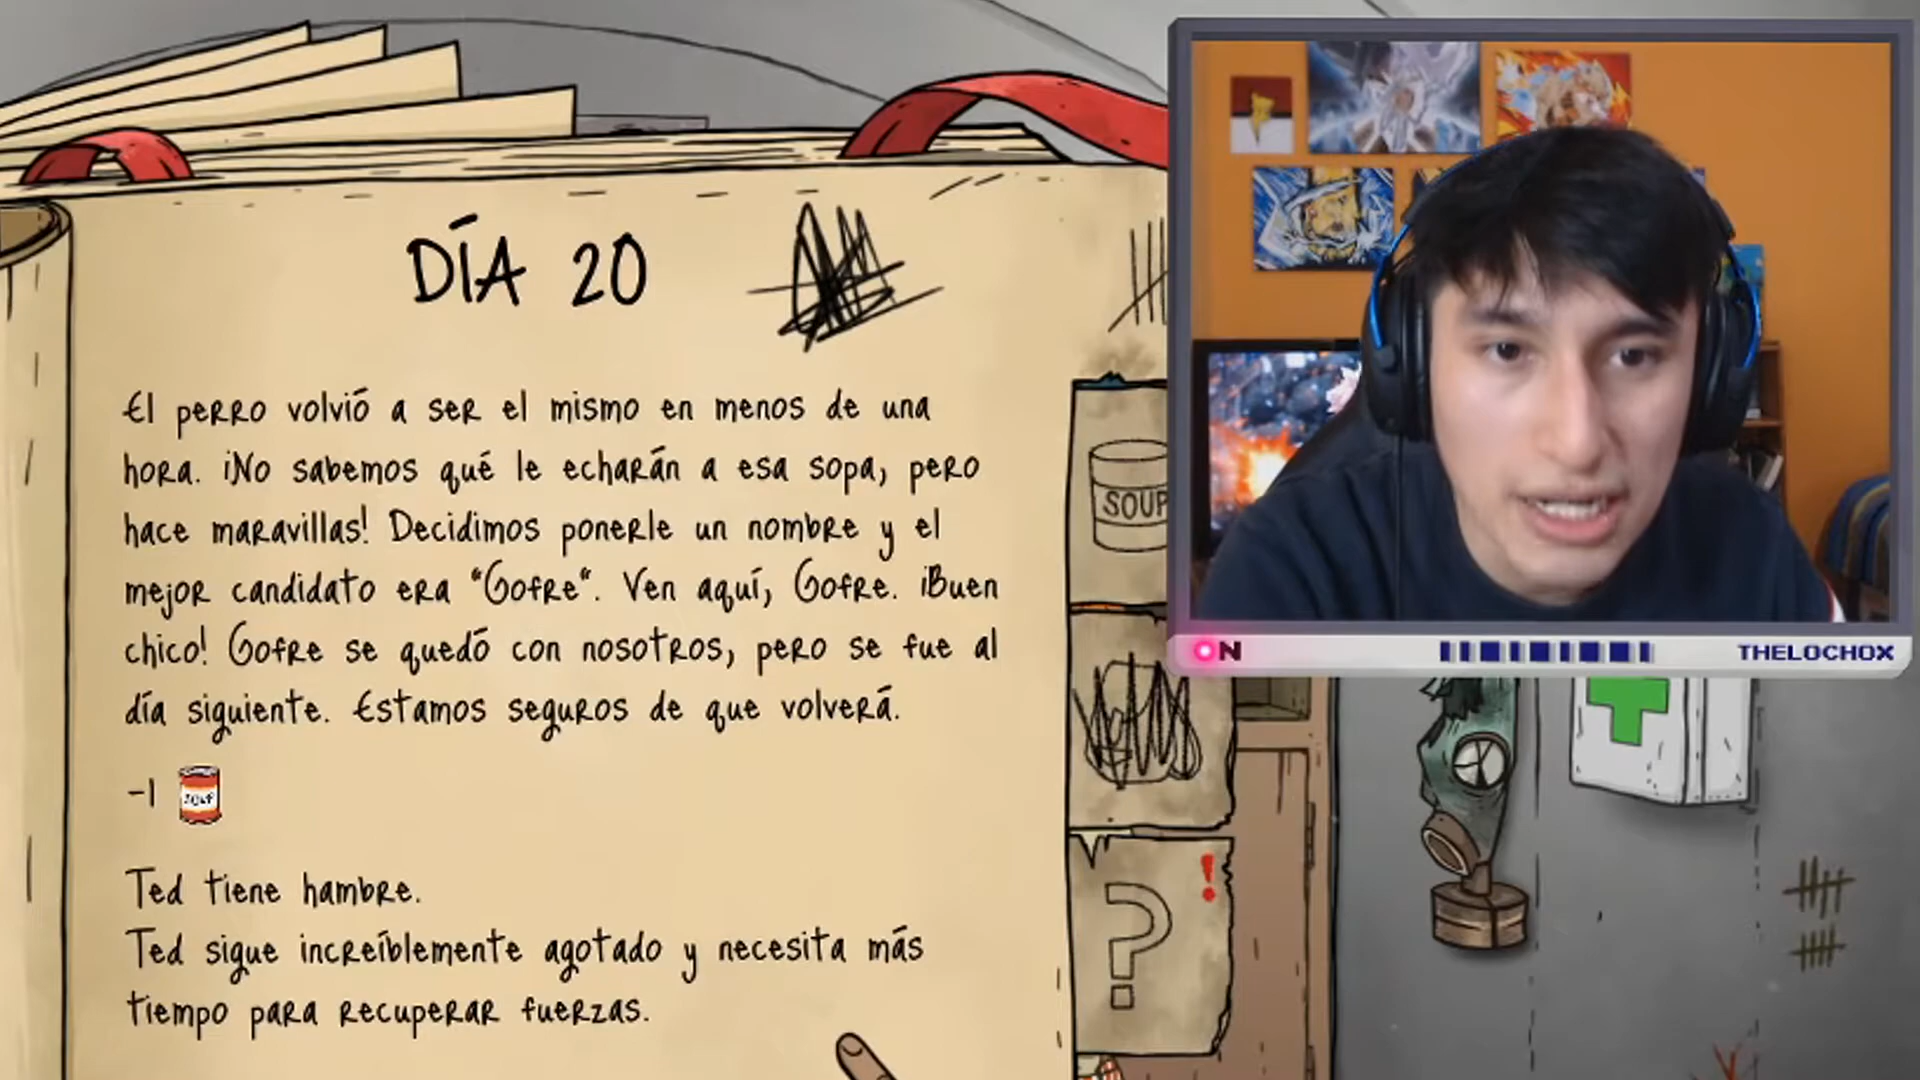 DÍA 20
El perro volvió a ser el mismo en menos de una
hora. ¡No sabemos qué le echarán a esa sopa, pero
hace maravillas! Decidimos ponerle un nombre y el
mejor candidato era "Gofre". Ven aquí, Gofre. ¡Buen
chico! Gofre se quedó con nosotros, pero se fue al
día siguiente. Estamos seguros de que volverá.
-1
SOUP
Ted tiene hambre.
Ted sigue increíblemente agotado y necesita más
tiempo para recuperar fuerzas.
SOUP
?
!
ON
THELOCHOX